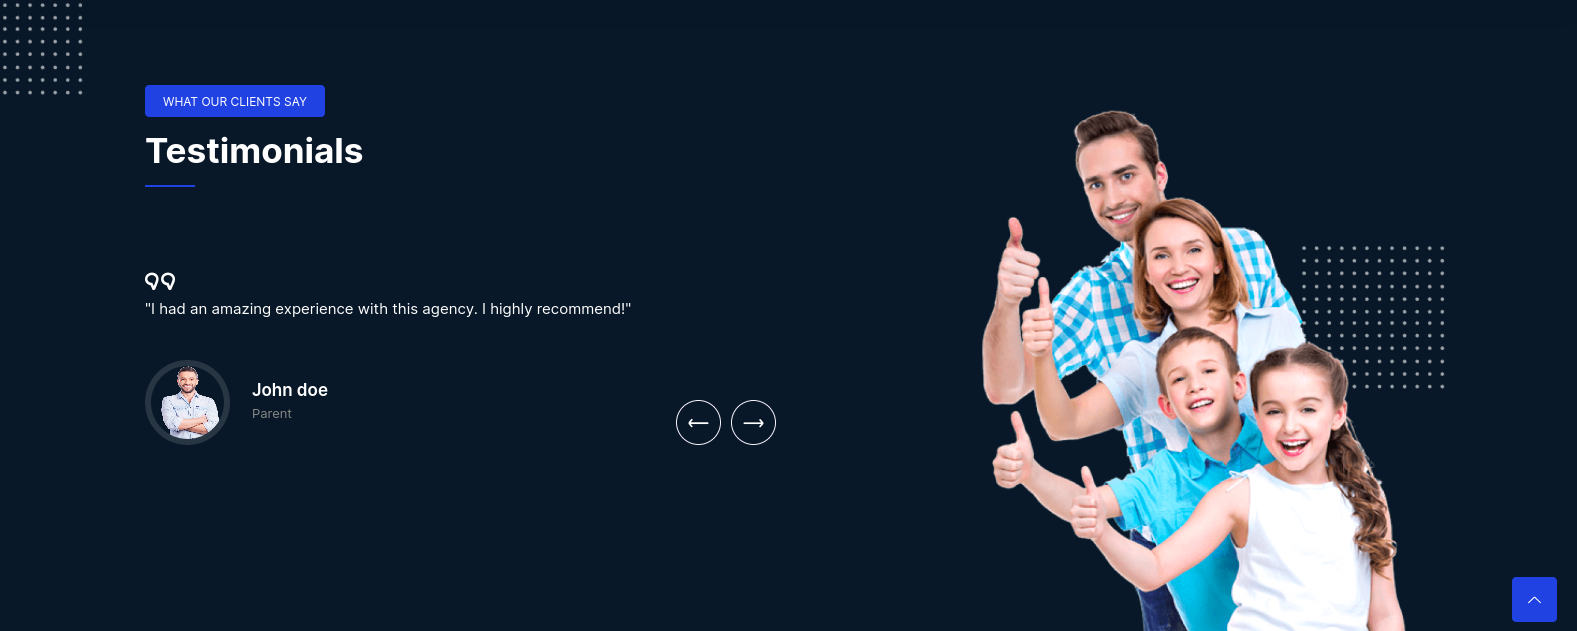 WHAT OUR CLIENTS SAY
Testimonials
"I had an amazing experience with this agency. I highly recommend!"
John doe
Parent